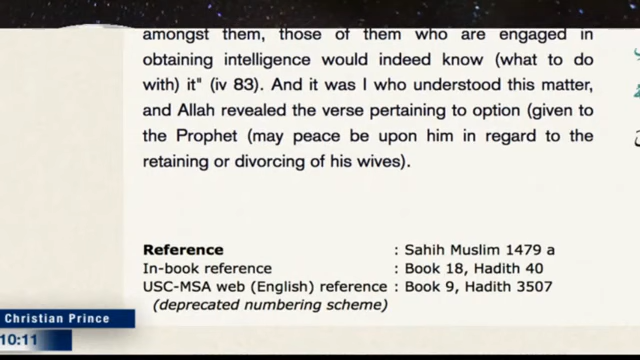 amongst them, those of them who are engaged in
obtaining intelligence would indeed know (what to do
with) it" (iv 83). And it was I who understood this matter,
and Allah revealed the verse pertaining to option (given to
the Prophet (may peace be upon him in regard to the
retaining or divorcing of his wives).
Reference : Sahih Muslim 1479 a
In-book reference : Book 18, Hadith 40
USC-MSA web (English) reference : Book 9, Hadith 3507
(deprecated numbering scheme)
Christian Prince
10:11